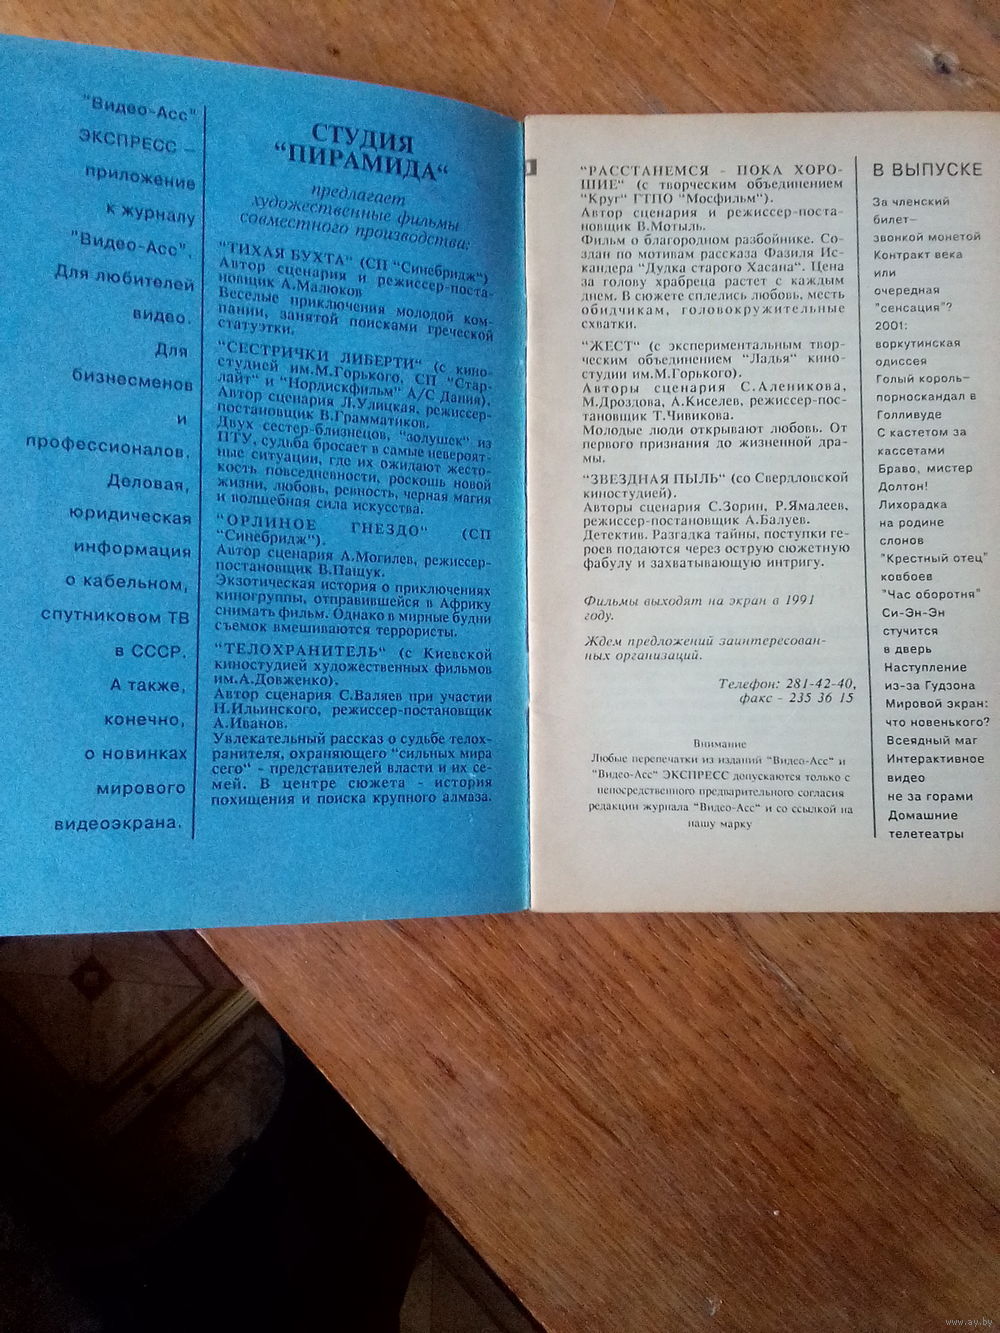 "Видео-Асс"
ЭКСПРЕСС –
приложение
к журналу
"Видео-Асс".
Для любителей
видео.
Для
бизнесменов
и
профессионалов.
Деловая,
юридическая
информация
о кабельном,
спутниковом ТВ
в СССР.
А также,
конечно,
о новинках
мирового
видеоэкрана.
СТУДИЯ
"ПИРАМИДА"
предлагает
художественные фильмы
совместного производства:
"ТИХАЯ БУХТА" (СП "Синебридж")
Автор сценария и режиссер-поста-
новщик А.Малюков
Веселые приключения молодой ком-
пании, занятой поисками греческой
статуэтки.
"СЕСТРИЧКИ ЛИБЕРТИ" (с кино-
студией им.М.Горького, СП "Стар-
лайт" и "Нордискфильм" А/С Дания).
Автор сценария Л.Улицкая, режиссер-
постановщик В.Грамматиков.
Двух сестер-близнецов, "золушек" из
ПТУ, судьба бросает в самые невероят-
ные ситуации, где их ожидают жесто-
кость повседневности, роскошь новой
жизни, любовь, ревность, черная магия
и волшебная сила искусства.
"ОРЛИНОЕ ГНЕЗДО" (СП
"Синебридж").
Автор сценария А.Могилев, режиссер-
постановщик В.Пащук.
Экзотическая история о приключениях
киногруппы, отправившейся в Африку
снимать фильм. Однако в мирные будни
съемок вмешиваются террористы.
"ТЕЛОХРАНИТЕЛЬ" (с Киевской
киностудией художественных фильмов
им.А.Довженко).
Автор сценария С.Валяев при участии
Н.Ильинского, режиссер-постановщик
А.Иванов.
Увлекательный рассказ о судьбе телох-
ранителя, охраняющего "сильных мира
сего" - представителей власти и их се-
мей. В центре сюжета - история
похищения и поиска крупного алмаза.
"РАССТАНЕМСЯ - ПОКА ХОРО-
ШИЕ" (с творческим объединением
"Круг" ГТПО "Мосфильм").
Автор сценария и режиссер-поста-
новщик В.Мотыль.
Фильм о благородном разбойнике. Со-
здан по мотивам рассказа Фазиля Ис-
кандера "Дудка старого Хасана". Цена
за голову храбреца растет с каждым
днем. В сюжете сплелись любовь, месть
обидчикам, головокружительные
схватки.
"ЖЕСТ" (с экспериментальным твор-
ческим объединением "Ладья" кино-
студии им.М.Горького).
Авторы сценария С.Аленикова,
М.Дроздова, А.Киселев, режиссер-пос-
тановщик Т.Чивикова.
Молодые люди открывают любовь. От
первого признания до жизненной дра-
мы.
"ЗВЕЗДНАЯ ПЫЛЬ" (со Свердловской
киностудией).
Авторы сценария С.Зорин, Р.Ямалеев,
режиссер-постановщик А.Балуев.
Детектив. Разгадка тайны, поступки ге-
роев подаются через острую сюжетную
фабулу и захватывающую интригу.
Фильмы выходят на экран в 1991
году.
Ждем предложений заинтересован-
ных организаций.
Телефон: 281-42-40,
факс - 235 36 15
Внимание
Любые перепечатки из изданий "Видео-Асс" и
"Видео-Асс" ЭКСПРЕСС допускаются только с
непосредственного предварительного согласия
редакции журнала "Видео-Асс" и со ссылкой на
нашу марку
В ВЫПУСКЕ
За членский
билет–
звонкой монетой
Контракт века
или
очередная
"сенсация"?
2001:
воркутинская
одиссея
Голый король–
порноскандал в
Голливуде
С кастетом за
кассетами
Браво, мистер
Долтон!
Лихорадка
на родине
слонов
"Крестный отец"
ковбоев
"Час оборотня"
Си-Эн-Эн
стучится
в дверь
Наступление
из-за Гудзона
Мировой экран:
что новенького?
Всеядный маг
Интерактивное
видео
не за горами
Домашние
телетеатры
www.ay.by